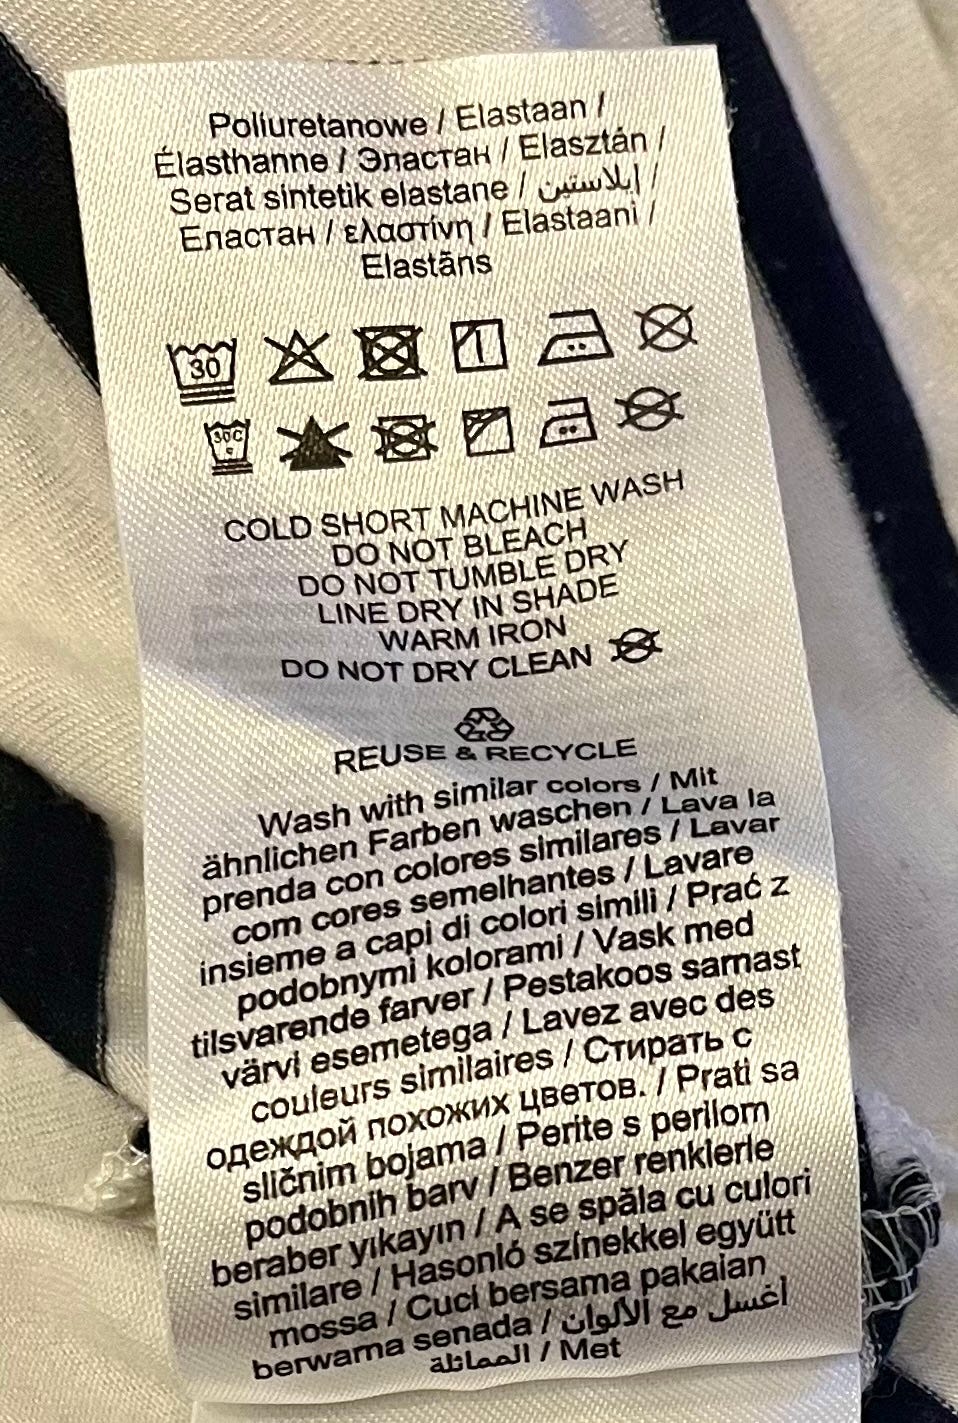 Poliuretanowe / Elastaan /
Élasthanne / Эластан / Elasztán /
Serat sintetik elastane / إيلاستين /
Еластан / ελαστίνη / Elastaani /
Elastāns
30
30C
COLD SHORT MACHINE WASH
DO NOT BLEACH
DO NOT TUMBLE DRY
LINE DRY IN SHADE
WARM IRON
DO NOT DRY CLEAN
REUSE & RECYCLE
Wash with similar colors / Mit
ähnlichen Farben waschen / Lava la
prenda con colores similares / Lavar
com cores semelhantes / Lavare
insieme a capi di colori simili / Prać z
podobnymi kolorami / Vask med
tilsvarende farver / Pestakoos sarnast
värvi esemetega / Lavez avec des
couleurs similaires / Стирать с
одеждой похожих цветов. / Prati sa
sličnim bojama / Perite s perilom
podobnih barv / Benzer renklerle
beraber yıkayın / A se spăla cu culori
similare / Hasonló színekkel együtt
mossa / Cuci bersama pakaian
berwarna senada / اغسل مع الألوان
المماثلة / Met